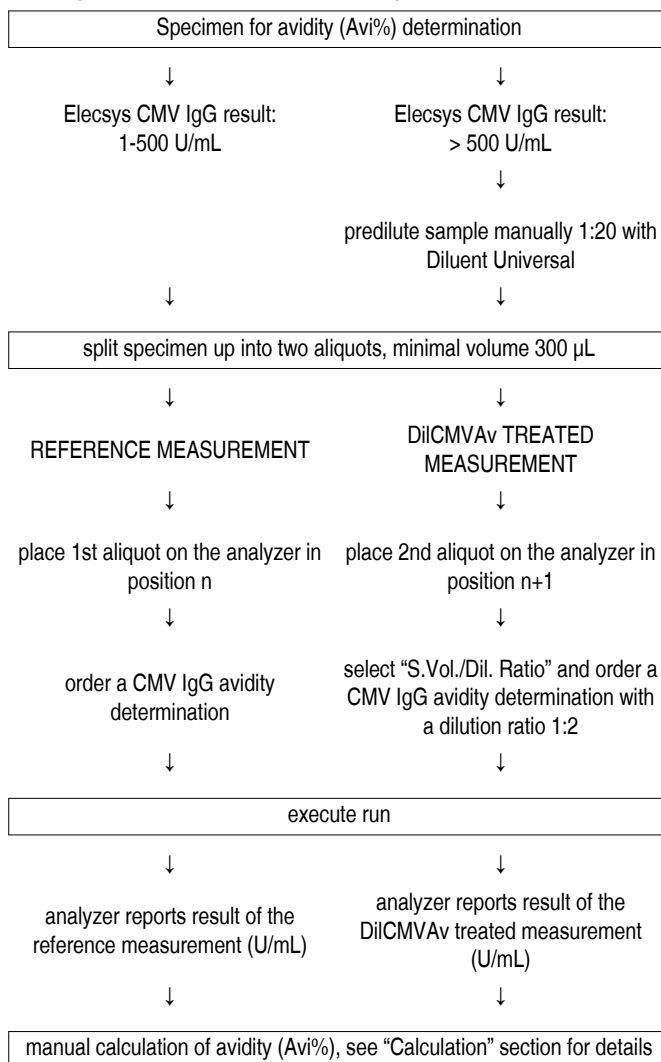 Specimen for avidity (Avi%) determination
↓ ↓
Elecsys CMV IgG result:
1-500 U/mL
Elecsys CMV IgG result:
> 500 U/mL
↓
predilute sample manually 1:20 with
Diluent Universal
↓ ↓
split specimen up into two aliquots, minimal volume 300 µL
↓ ↓
REFERENCE MEASUREMENT
DilCMVAv TREATED
MEASUREMENT
↓ ↓
place 1st aliquot on the analyzer in
position n
place 2nd aliquot on the analyzer in
position n+1
↓ ↓
order a CMV IgG avidity
determination
select “S.Vol./Dil. Ratio” and order a
CMV IgG avidity determination with
a dilution ratio 1:2
↓ ↓
execute run
↓ ↓
analyzer reports result of the
reference measurement (U/mL)
analyzer reports result of the
DilCMVAv treated measurement
(U/mL)
↓ ↓
manual calculation of avidity (Avi%), see “Calculation” section for details